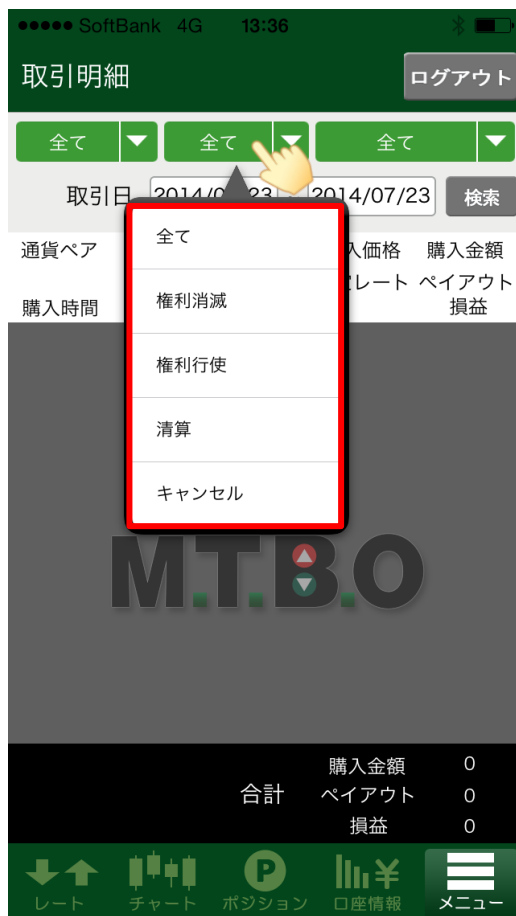 SoftBank 4G 13:36
取引明細 ログアウト
全て 全て 全て
取引日 2014/0 23 2014/07/23 検索
通貨ペア 入価格 購入金額
レート ペイアウト
購入時間 損益
全て
権利消滅
権利行使
清算
キャンセル
M.T.B.O
購入金額 0
合計 ペイアウト 0
損益 0
レート チャート P ポジション ¥ 口座情報 メニュー